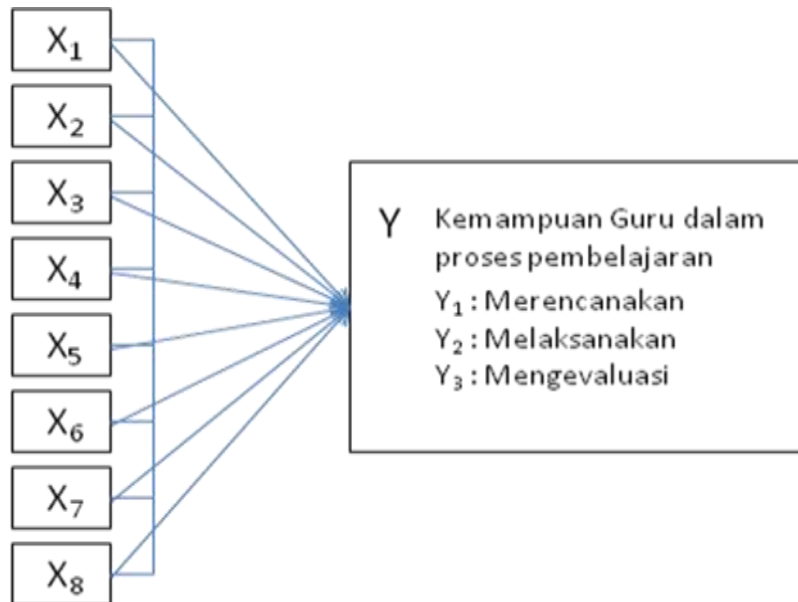 X₁
X₂
X₃
X₄
X₅
X₆
X₇
X₈
Y Kemampuan Guru dalam
proses pembelajaran
Y₁ : Merencanakan
Y₂ : Melaksanakan
Y₃ : Mengevaluasi